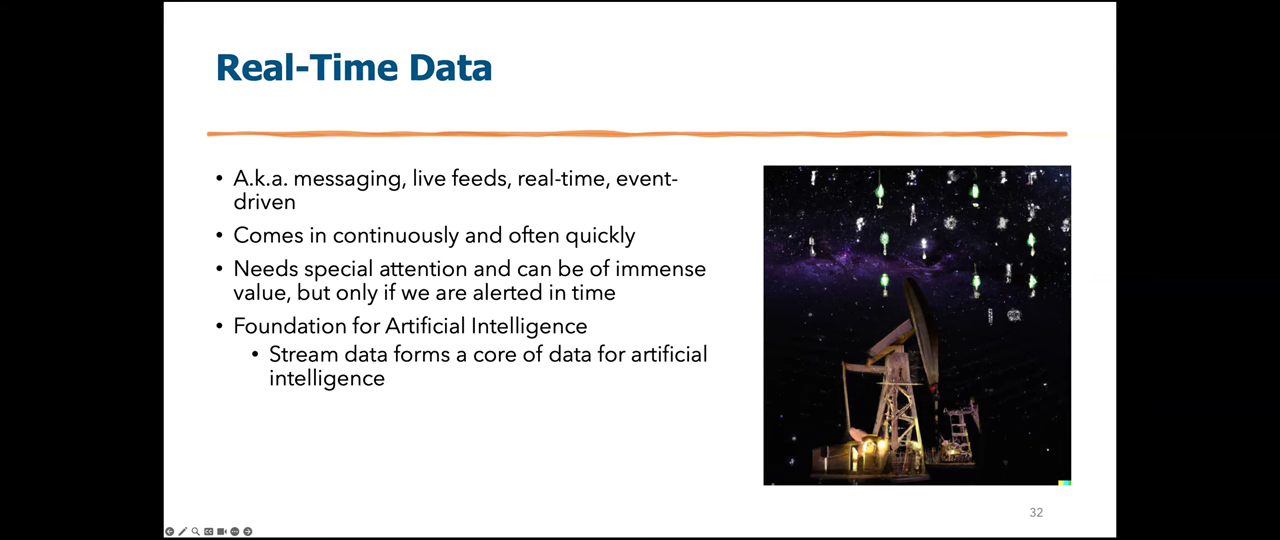 Real-Time Data
• A.k.a. messaging, live feeds, real-time, event-
driven
• Comes in continuously and often quickly
• Needs special attention and can be of immense
value, but only if we are alerted in time
• Foundation for Artificial Intelligence
• Stream data forms a core of data for artificial
intelligence
32